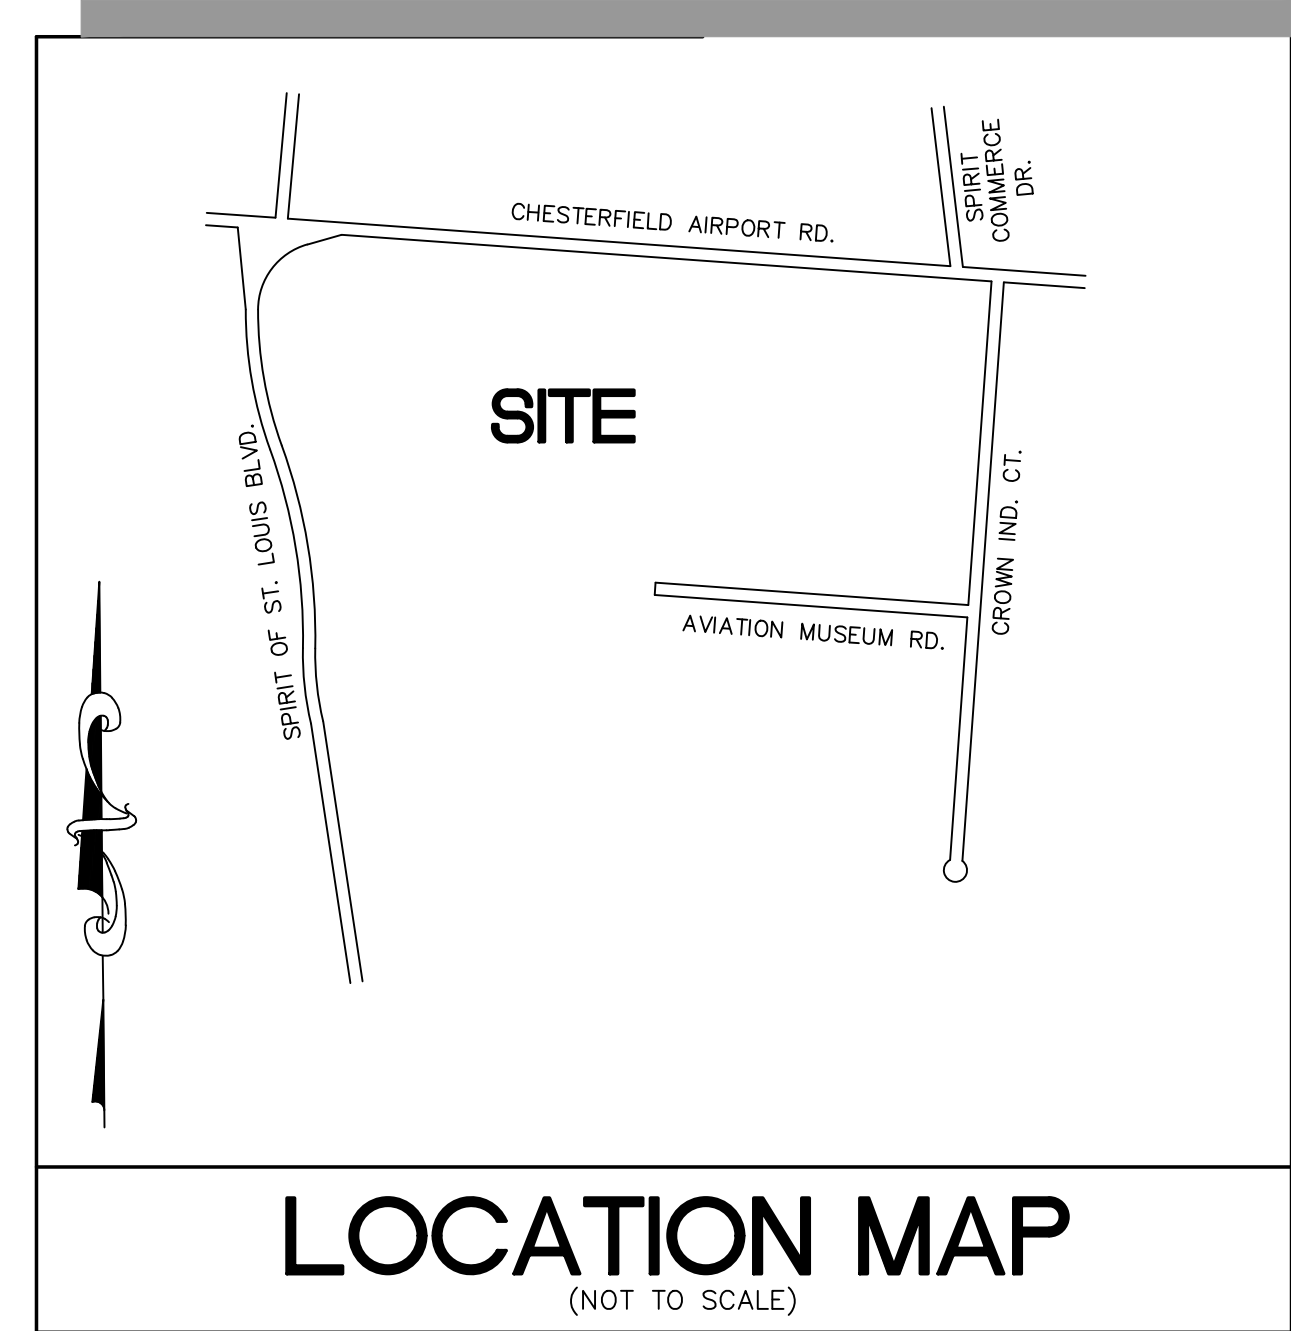 SPIRIT
COMMERCE
DR.
CHESTERFIELD AIRPORT RD.
SITE
SPIRIT OF ST. LOUIS BLVD.
CROWN IND. CT.
AVIATION MUSEUM RD.
LOCATION MAP
(NOT TO SCALE)